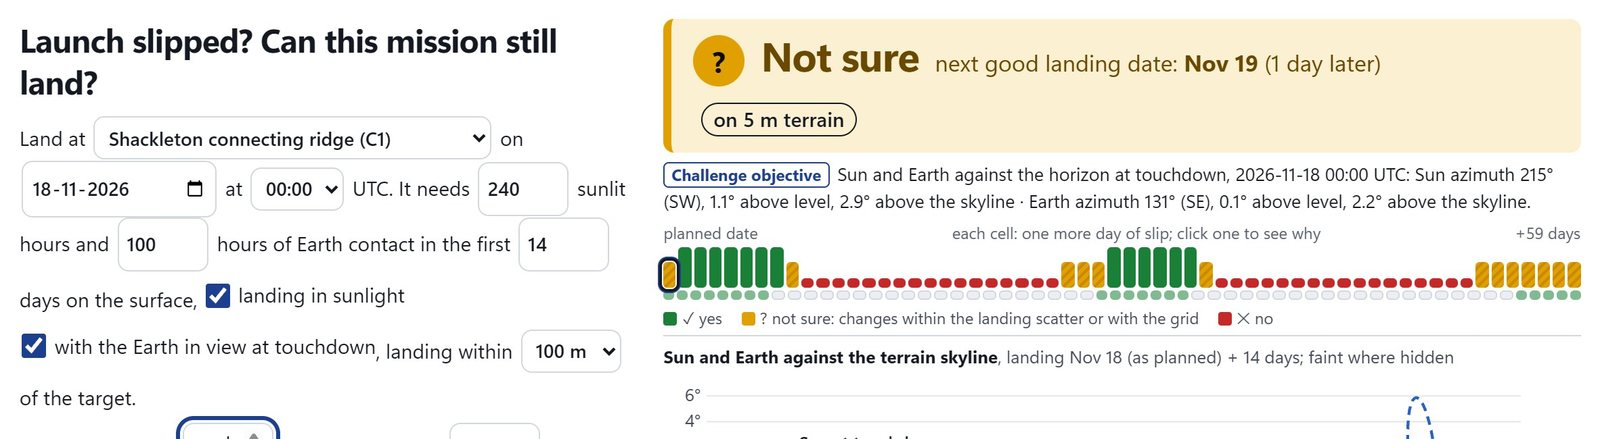 Launch slipped? Can this mission still
land?
Land at Shackleton connecting ridge (C1) on
18-11-2026 at 00:00 UTC. It needs 240 sunlit
hours and 100 hours of Earth contact in the first 14
days on the surface, landing in sunlight
with the Earth in view at touchdown, landing within 100 m
of the target.
? Not sure next good landing date: Nov 19 (1 day later)
on 5 m terrain
Challenge objective Sun and Earth against the horizon at touchdown, 2026-11-18 00:00 UTC: Sun azimuth 215°
(SW), 1.1° above level, 2.9° above the skyline · Earth azimuth 131° (SE), 0.1° above level, 2.2° above the skyline.
planned date each cell: one more day of slip; click one to see why +59 days
✓ yes ? not sure: changes within the landing scatter or with the grid ✕ no
Sun and Earth against the terrain skyline, landing Nov 18 (as planned) + 14 days; faint where hidden
6°
4°